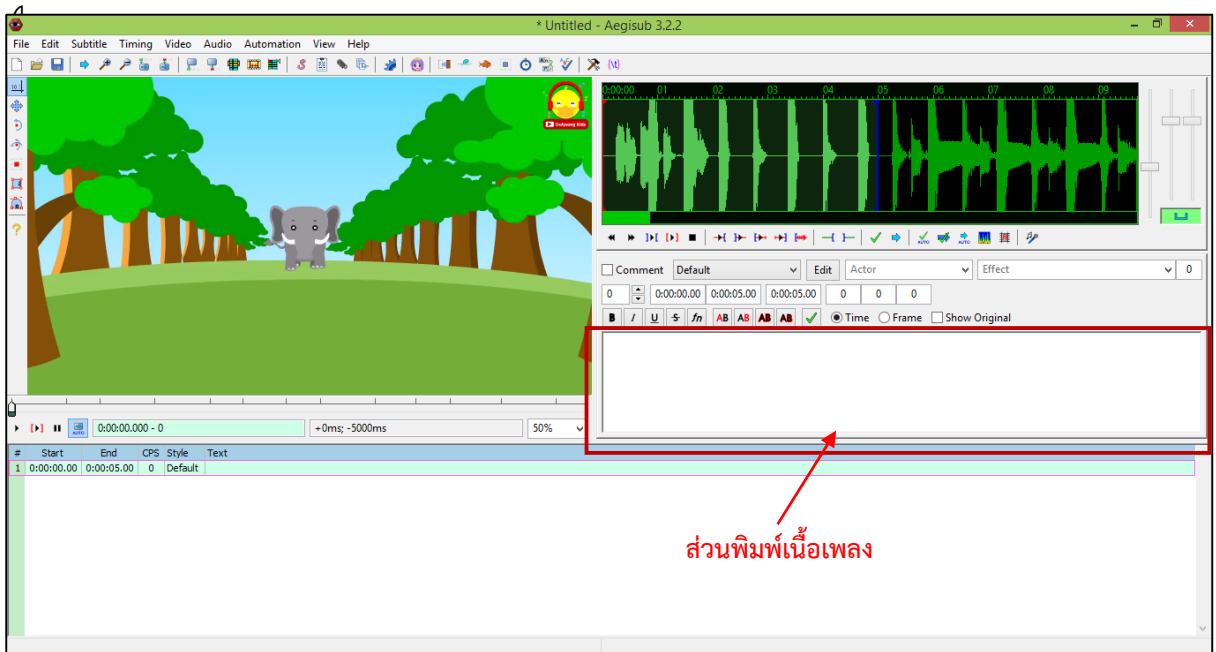 * Untitled - Aegisub 3.2.2
File Edit Subtitle Timing Video Audio Automation View Help
0:00:00 01 02 03 04 05 06 07 08 09
Comment Default Edit Actor Effect 0
0 0:00:00.00 0:00:05.00 0:00:05.00 0 0 0
B I U S fn AB AB AB AB Time Frame Show Original
0:00:00.000 - 0 +0ms; -5000ms 50%
# Start End CPS Style Text
1 0:00:00.00 0:00:05.00 0 Default
ส่วนพิมพ์เนื้อเพลง